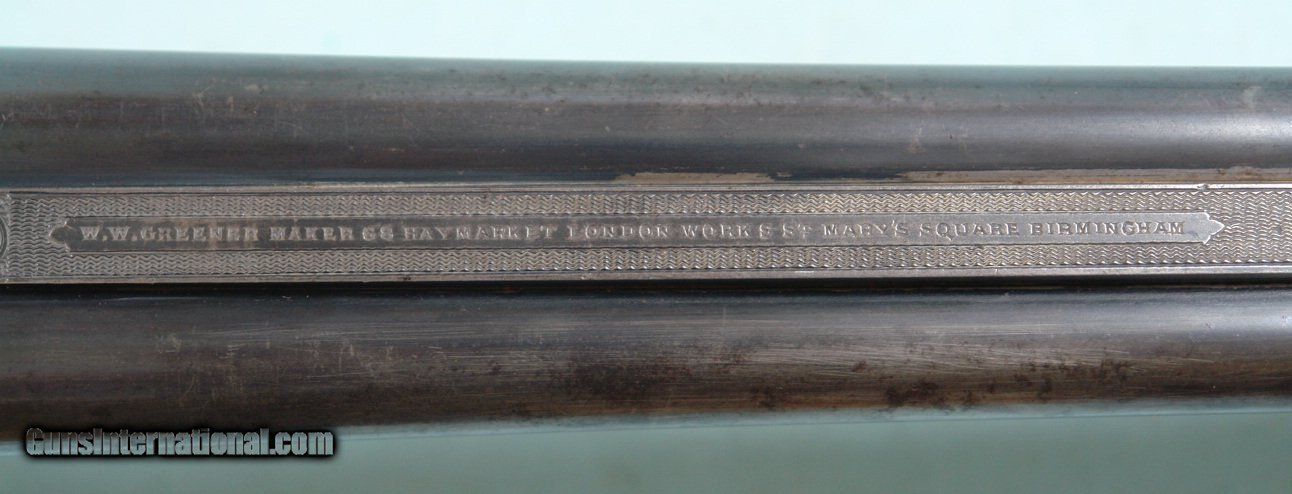 W.W.GREENER MAKER 68 HAYMARKET LONDON WORKS ST MARY'S SQUARE BIRMINGHAM
GunsInternational.com